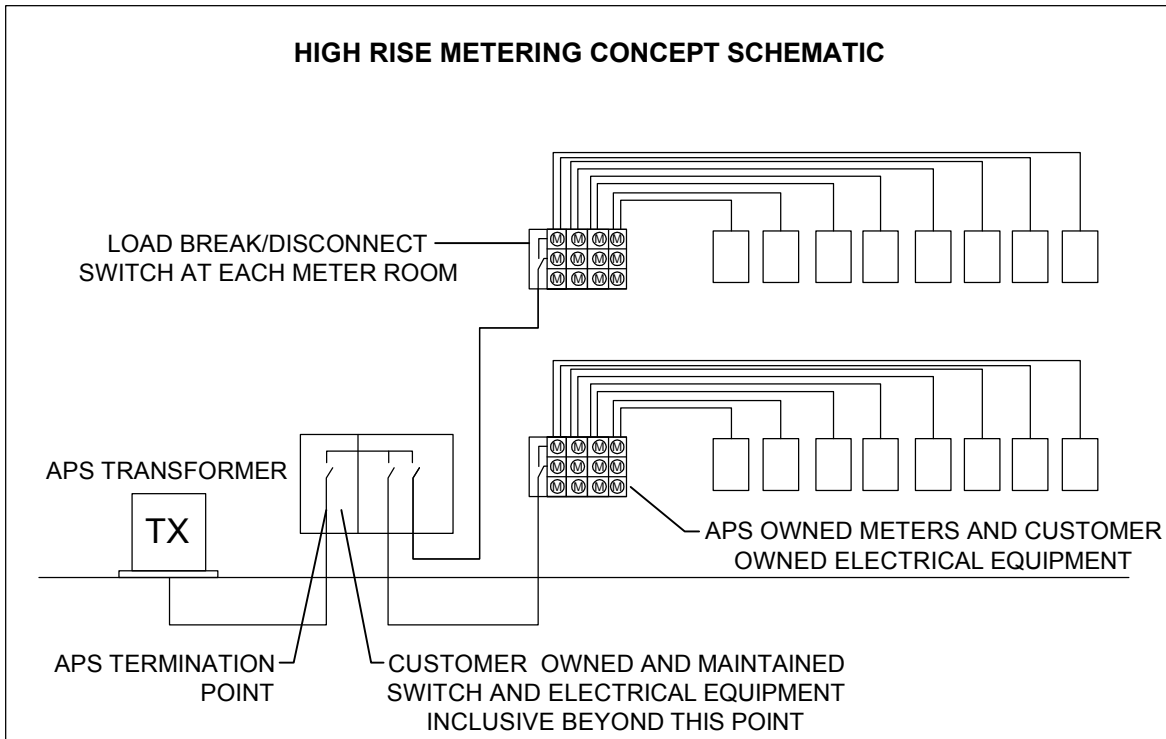 HIGH RISE METERING CONCEPT SCHEMATIC
LOAD BREAK/DISCONNECT
SWITCH AT EACH METER ROOM
M M M M
M M M M
M M M M
APS TRANSFORMER
TX
M M M M
M M M M
M M M M
APS OWNED METERS AND CUSTOMER
OWNED ELECTRICAL EQUIPMENT
APS TERMINATION
POINT
CUSTOMER OWNED AND MAINTAINED
SWITCH AND ELECTRICAL EQUIPMENT
INCLUSIVE BEYOND THIS POINT